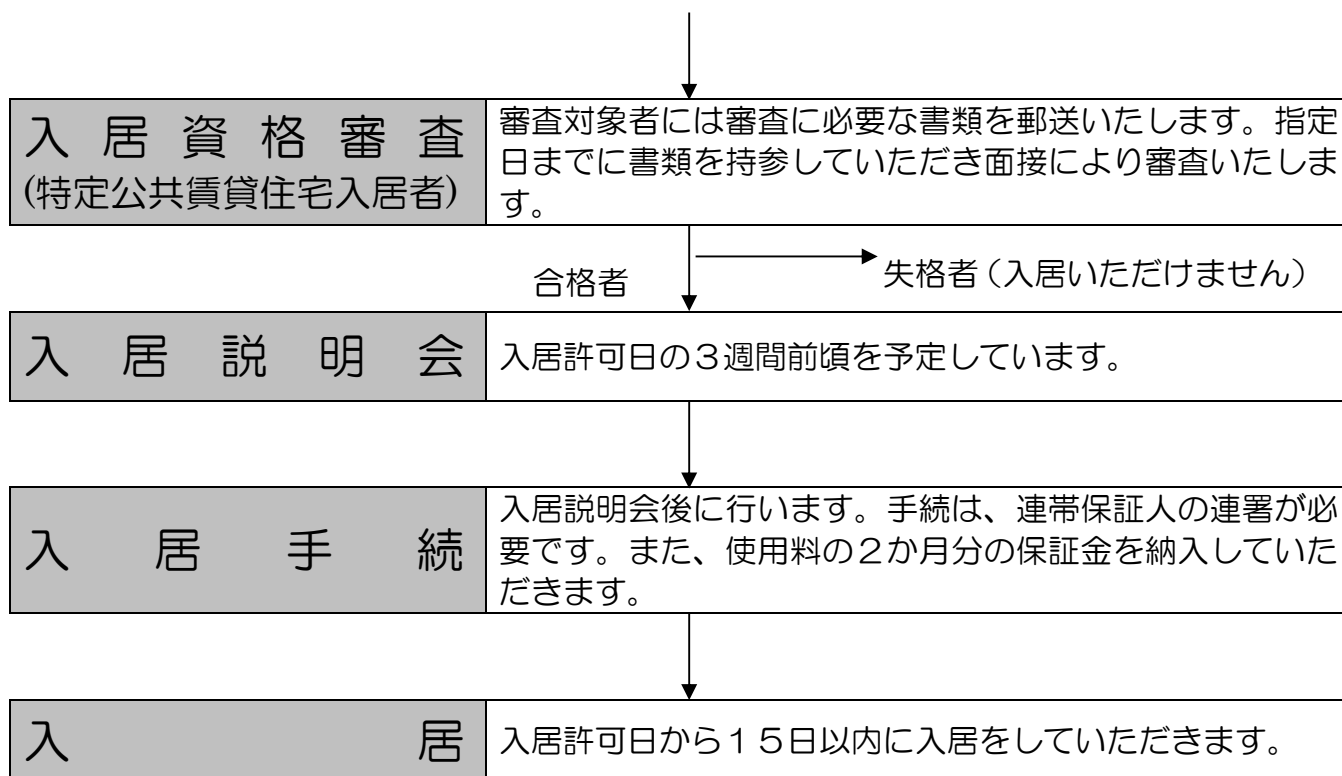 入居資格審査
(特定公共賃貸住宅入居者)
審査対象者には審査に必要な書類を郵送いたします。指定
日までに書類を持参していただき面接により審査いたしま
す。
合格者
失格者(入居いただけません)
入居説明会
入居許可日の3週間前頃を予定しています。
入居手続
入居説明会後に行います。手続は、連帯保証人の連署が必
要です。また、使用料の2か月分の保証金を納入していた
だきます。
入居
入居許可日から15日以内に入居をしていただきます。